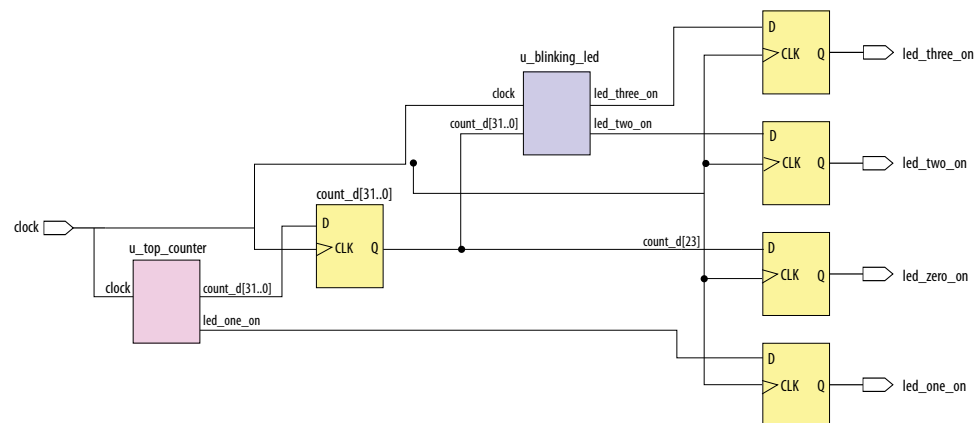 D
CLK Q
led_three_on
u_blinking_led
clock
led_three_on
count_d[31..0]
led_two_on
D
CLK Q
led_two_on
count_d[31..0]
D
CLK Q
clock
u_top_counter
clock
count_d[31..0]
led_one_on
count_d[23]
D
CLK Q
led_zero_on
D
CLK Q
led_one_on